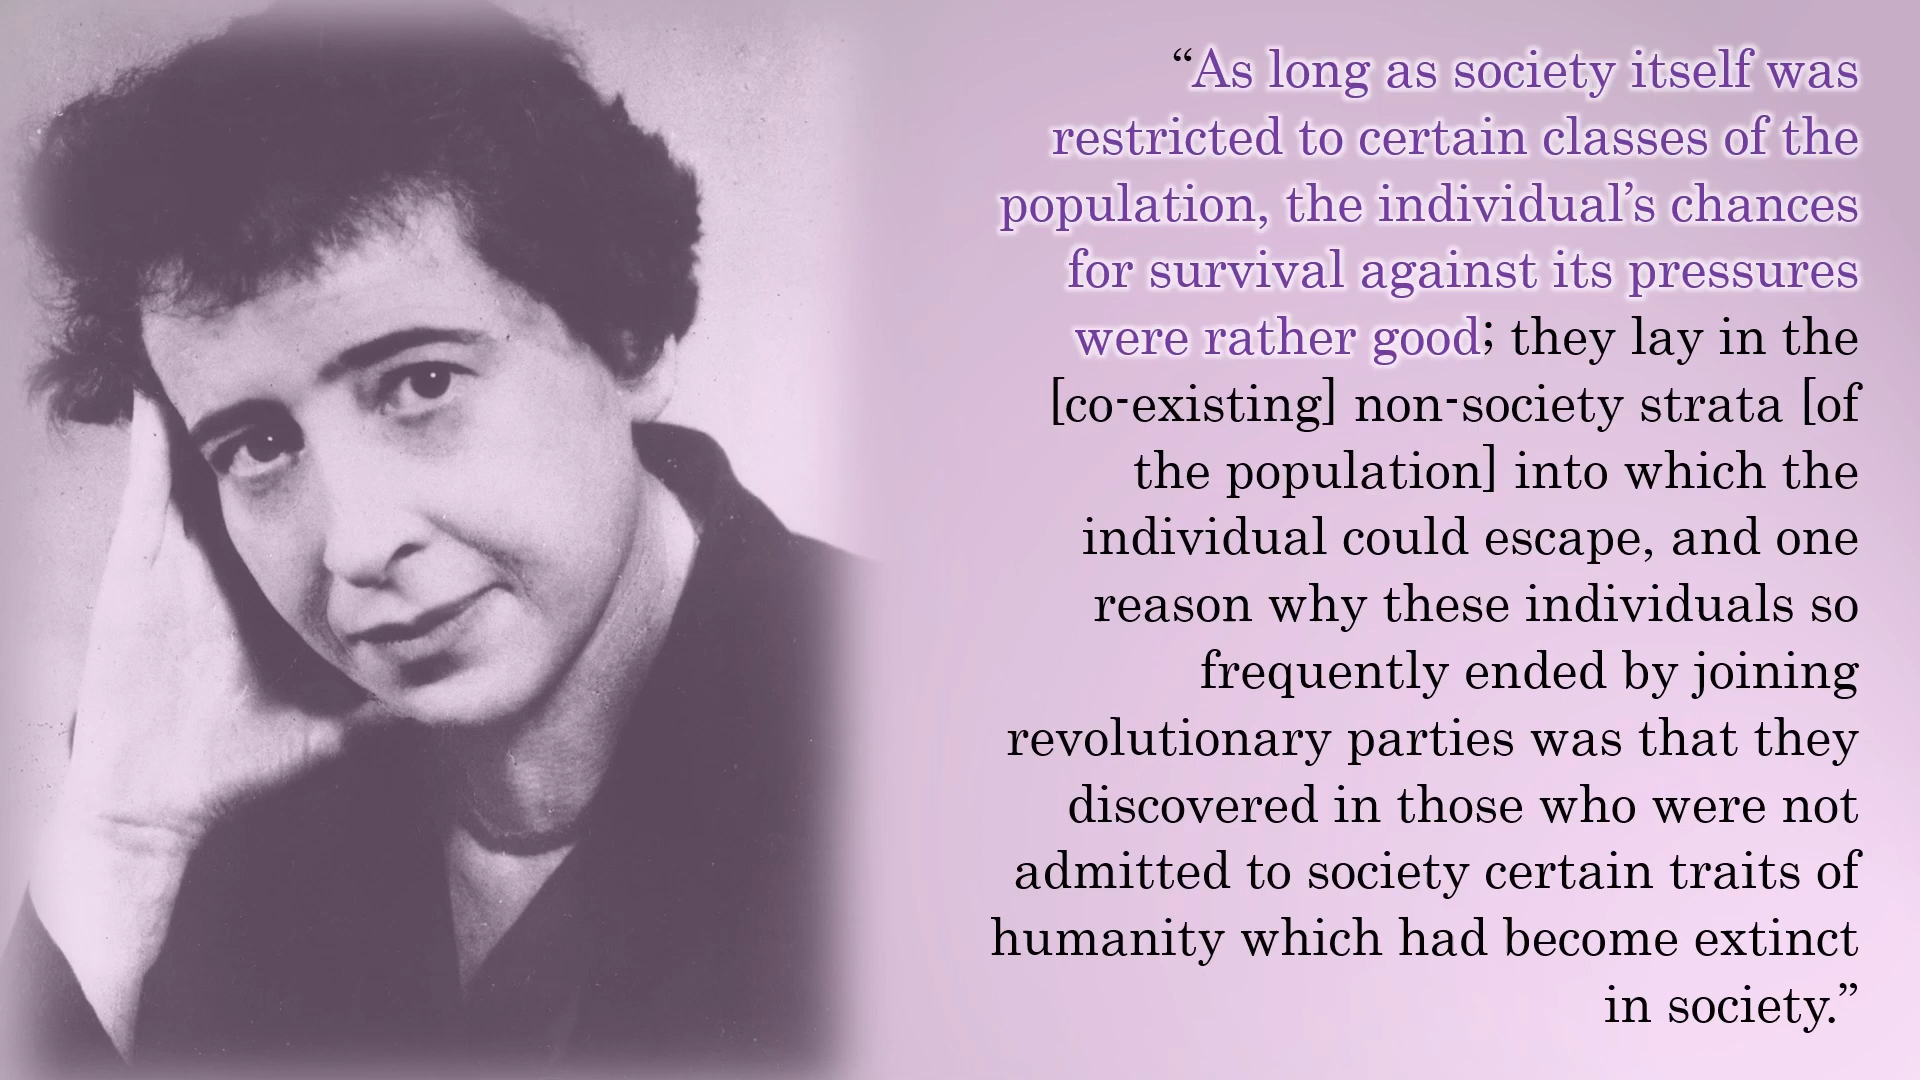 “As long as society itself was
restricted to certain classes of the
population, the individual’s chances
for survival against its pressures
were rather good; they lay in the
[co-existing] non-society strata [of
the population] into which the
individual could escape, and one
reason why these individuals so
frequently ended by joining
revolutionary parties was that they
discovered in those who were not
admitted to society certain traits of
humanity which had become extinct
in society.”